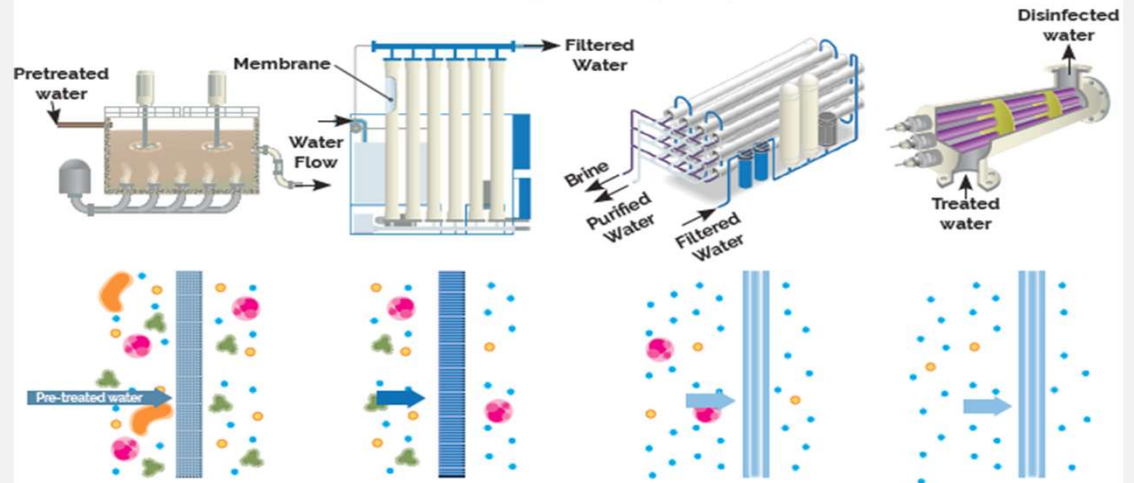 Pretreated
water
Water
Flow
Membrane
Filtered
Water
Brine
Purified
Water
Filtered
Water
Disinfected
water
Treated
water
Pre-treated water